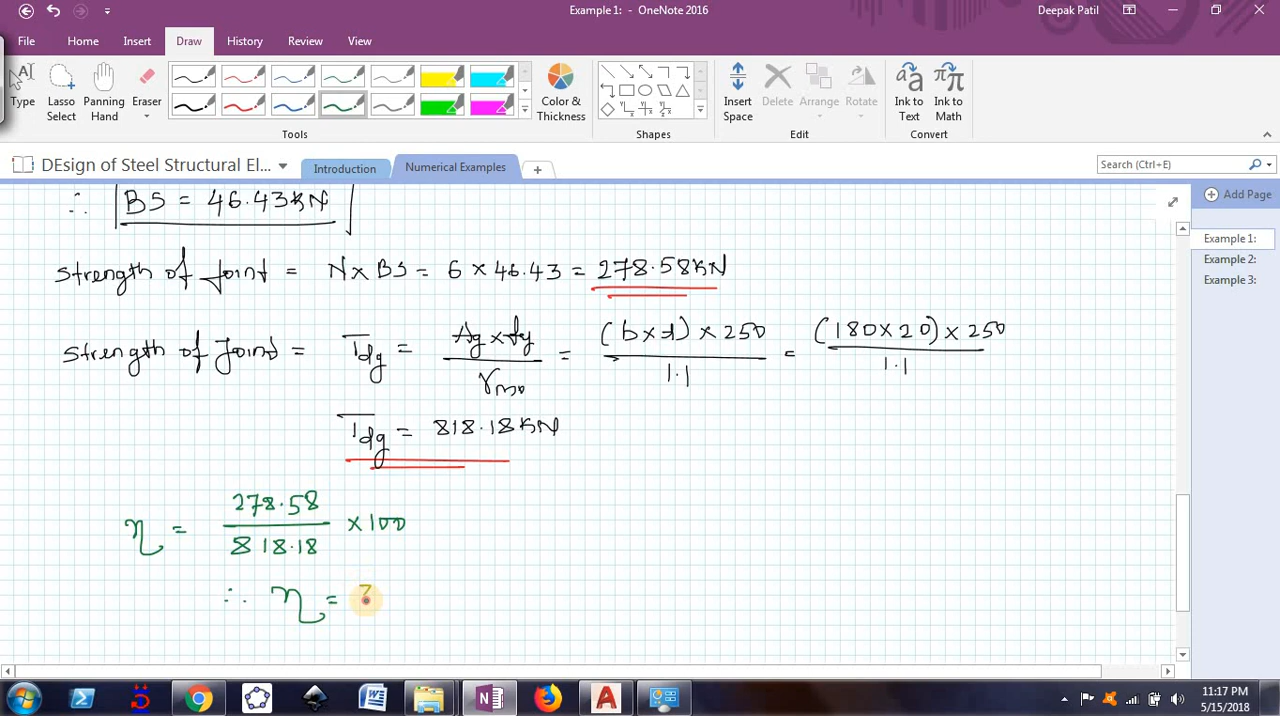 Example 1: - OneNote 2016
Deepak Patil
File Home Insert Draw History Review View
Type
Lasso Select
Panning Hand
Eraser
Color & Thickness
Insert Space
Delete
Arrange
Rotate
Ink to Text
Ink to Math
Tools
Shapes
Edit
Convert
DEsign of Steel Structural El...
Introduction
Numerical Examples
Search (Ctrl+E)
Add Page
Example 1:
Example 2:
Example 3:
∴ BS = 46.43KN
Strength of Joint = N x BS = 6 x 46.43 = 278.58KN
Strength of Joint = Tdg = Ag x fy / γmo = (b x t) x 250 / 1.1 = (180x20) x 250 / 1.1
Tdg = 818.18KN
η = 278.58 / 818.18 x 100
∴ η =
11:17 PM
5/15/2018